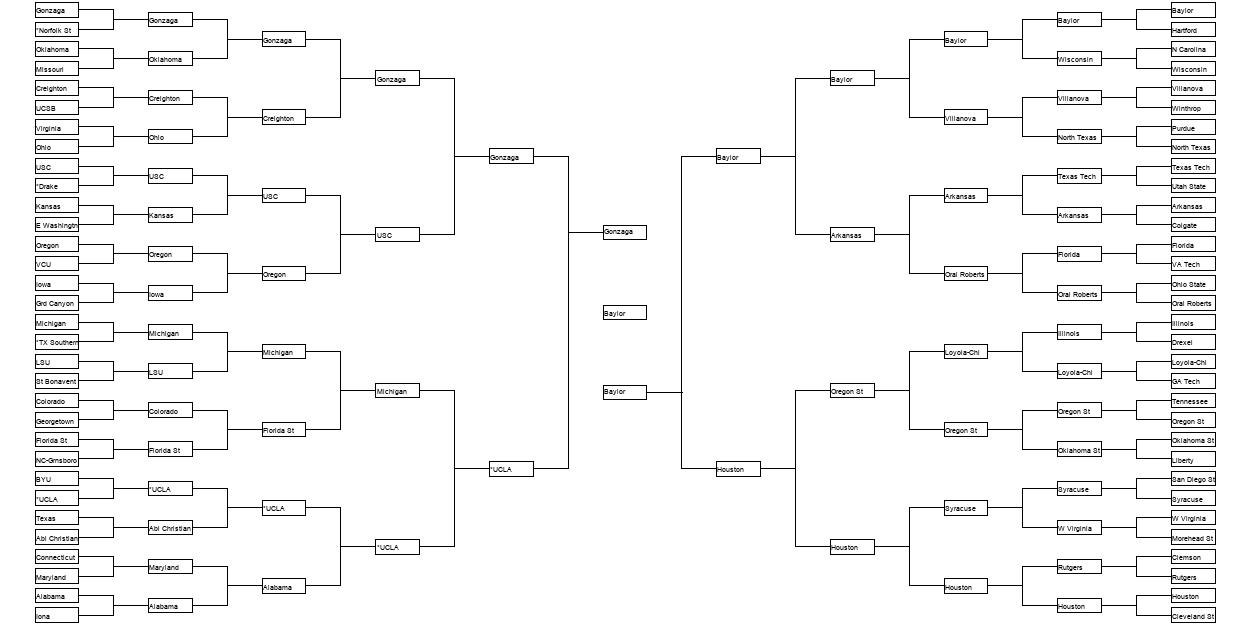 Gonzaga
*Norfolk St
Oklahoma
Missouri
Creighton
UCSB
Virginia
Ohio
USC
*Drake
Kansas
E Washingtn
Oregon
VCU
Iowa
Grd Canyon
Michigan
*TX Southern
LSU
St Bonavent
Colorado
Georgetown
Florida St
NC-Grnsboro
BYU
*UCLA
Texas
Abi Christian
Connecticut
Maryland
Alabama
Iona
Gonzaga
Oklahoma
Creighton
Ohio
USC
Kansas
Oregon
Iowa
Michigan
LSU
Colorado
Florida St
*UCLA
Abi Christian
Maryland
Alabama
Gonzaga
Creighton
USC
Oregon
Michigan
Florida St
*UCLA
Alabama
Gonzaga
USC
Michigan
*UCLA
Gonzaga
*UCLA
Gonzaga
Baylor
Baylor
Baylor
Houston
Baylor
Arkansas
Oregon St
Houston
Baylor
Villanova
Arkansas
Oral Roberts
Loyola-Chi
Oregon St
Syracuse
Houston
Baylor
Wisconsin
Villanova
North Texas
Texas Tech
Arkansas
Florida
Oral Roberts
Illinois
Loyola-Chi
Oregon St
Oklahoma St
Syracuse
W Virginia
Rutgers
Houston
Baylor
Hartford
N Carolina
Wisconsin
Villanova
Winthrop
Purdue
North Texas
Texas Tech
Utah State
Arkansas
Colgate
Florida
VA Tech
Ohio State
Oral Roberts
Illinois
Drexel
Loyola-Chi
GA Tech
Tennessee
Oregon St
Oklahoma St
Liberty
San Diego St
Syracuse
W Virginia
Morehead St
Clemson
Rutgers
Houston
Cleveland St